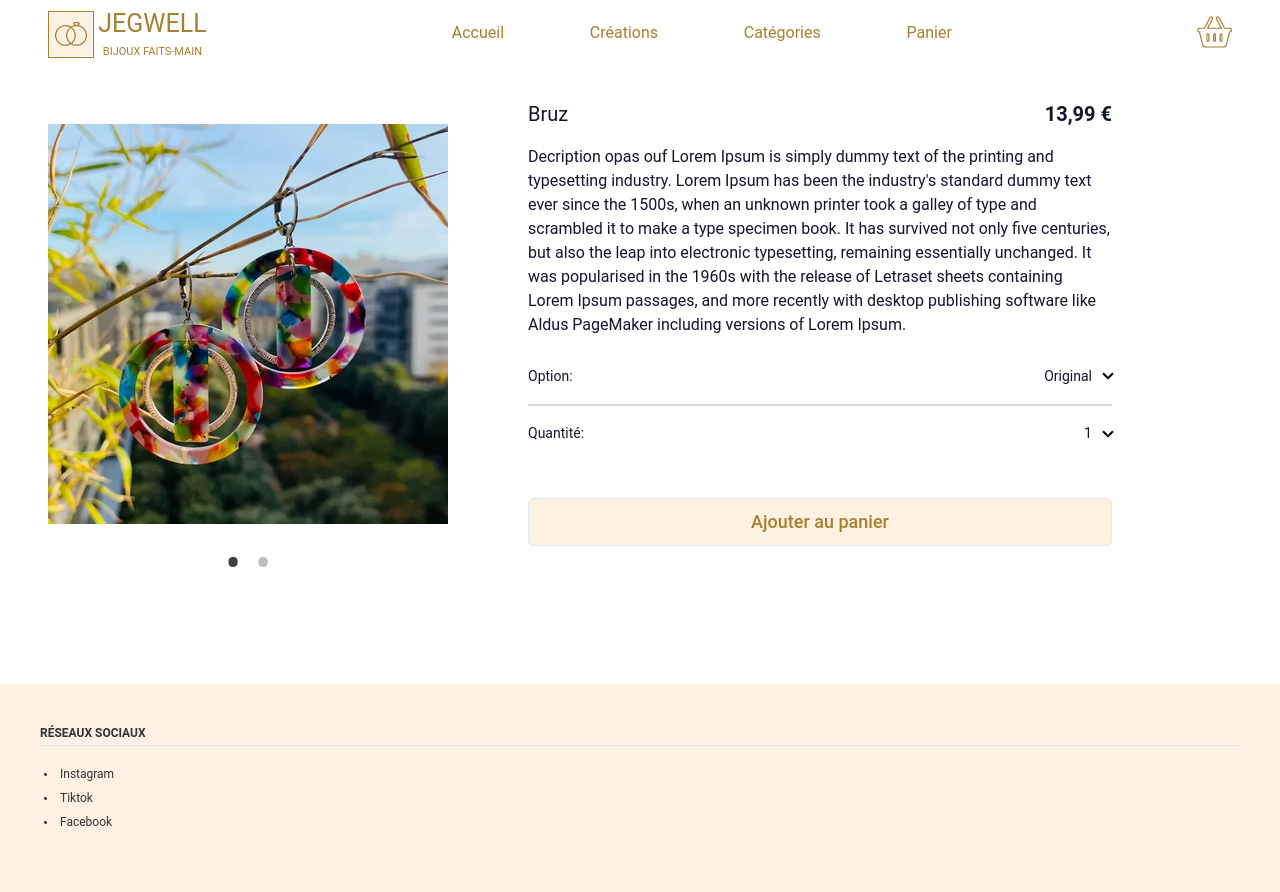 JEGWELL
BIJOUX FAITS-MAIN
Accueil
Créations
Catégories
Panier
Bruz
13,99 €
Decription opas ouf Lorem Ipsum is simply dummy text of the printing and
typesetting industry. Lorem Ipsum has been the industry's standard dummy text
ever since the 1500s, when an unknown printer took a galley of type and
scrambled it to make a type specimen book. It has survived not only five centuries,
but also the leap into electronic typesetting, remaining essentially unchanged. It
was popularised in the 1960s with the release of Letraset sheets containing
Lorem Ipsum passages, and more recently with desktop publishing software like
Aldus PageMaker including versions of Lorem Ipsum.
Option:
Original
Quantité:
1
Ajouter au panier
RÉSEAUX SOCIAUX
Instagram
Tiktok
Facebook